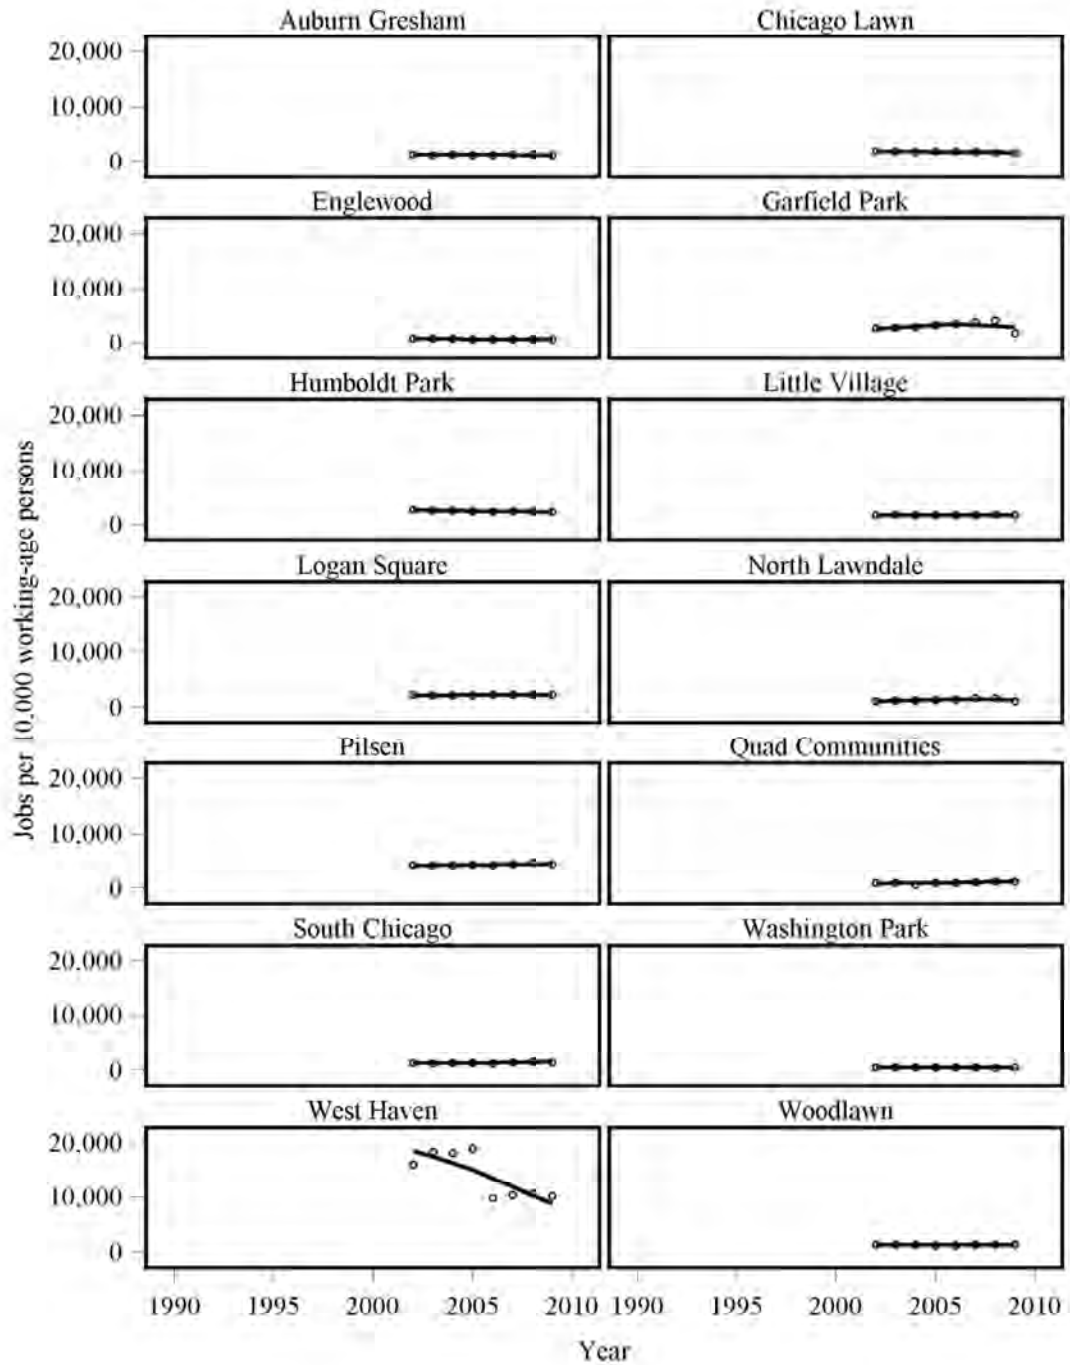 Auburn Gresham Chicago Lawn
20,000
10,000
0
Englewood Garfield Park
20,000
10,000
0
Humboldt Park Little Village
20,000
10,000
0
Logan Square North Lawndale
20,000
10,000
0
Pilsen Quad Communities
20,000
10,000
0
South Chicago Washington Park
20,000
10,000
0
West Haven Woodlawn
20,000
10,000
0
1990 1995 2000 2005 2010 1990 1995 2000 2005 2010
Year
Jobs per 10,000 working-age persons